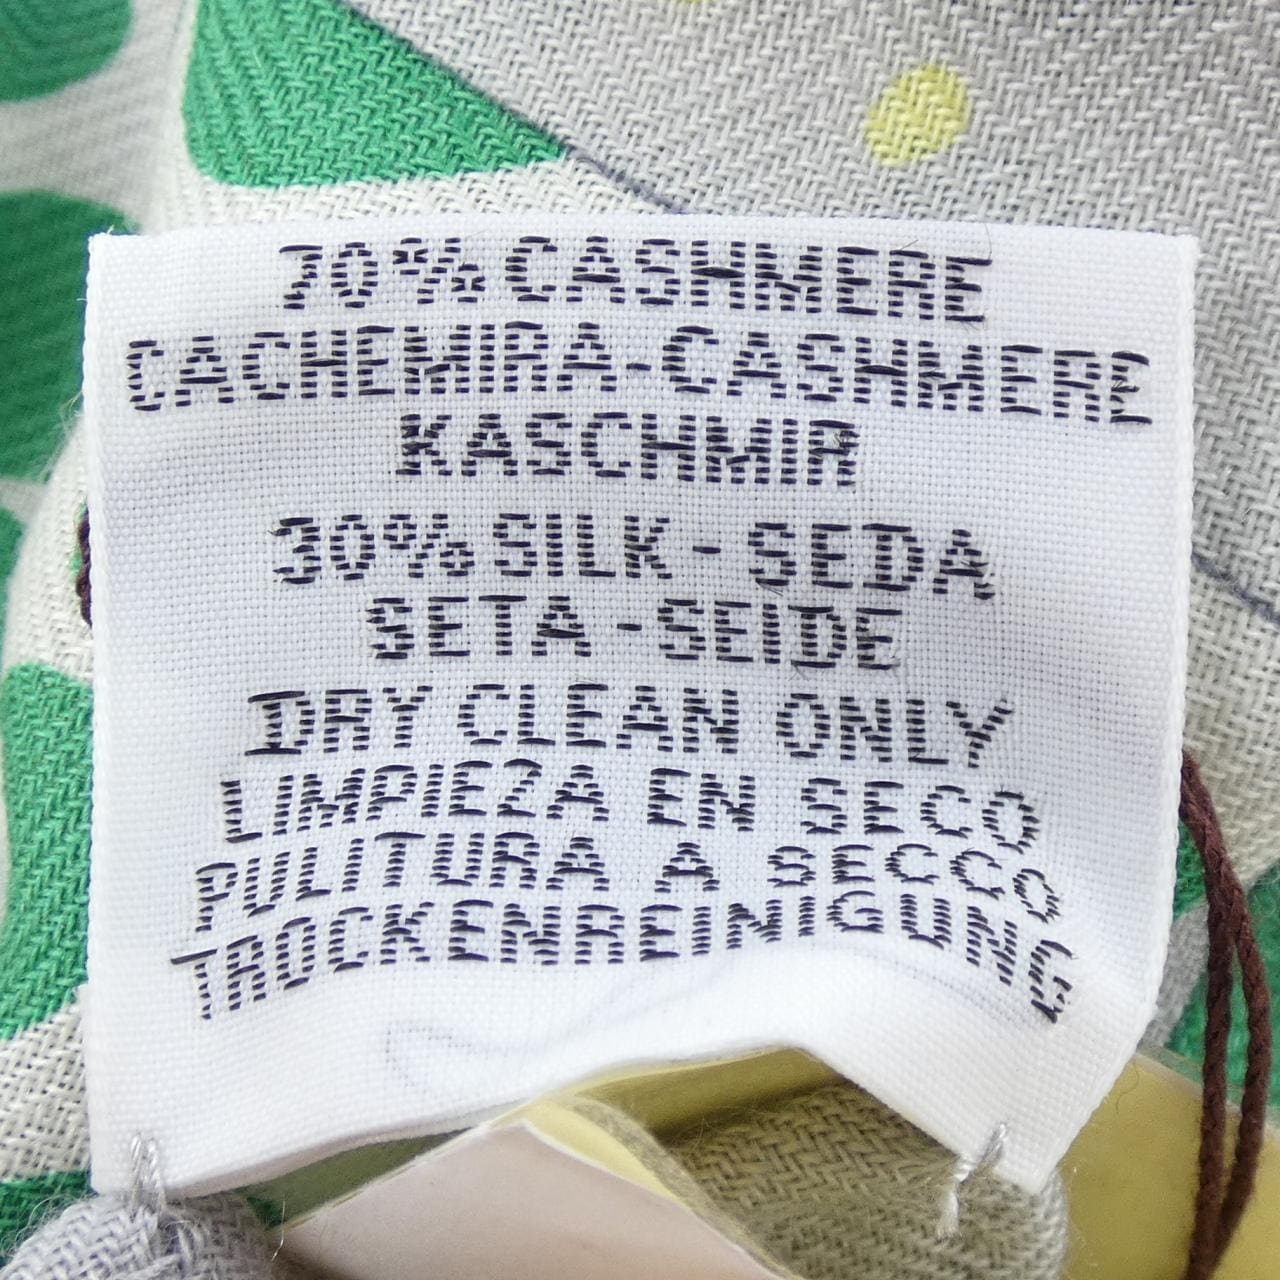 70% CASHMERE
CACHEMIRA-CASHMERE
KASCHMIR
30% SILK - SEDA
SETA - SEIDE
DRY CLEAN ONLY
LIMPIEZA EN SECO
PULITURA A SECCO
TROCKENREINIGUNG